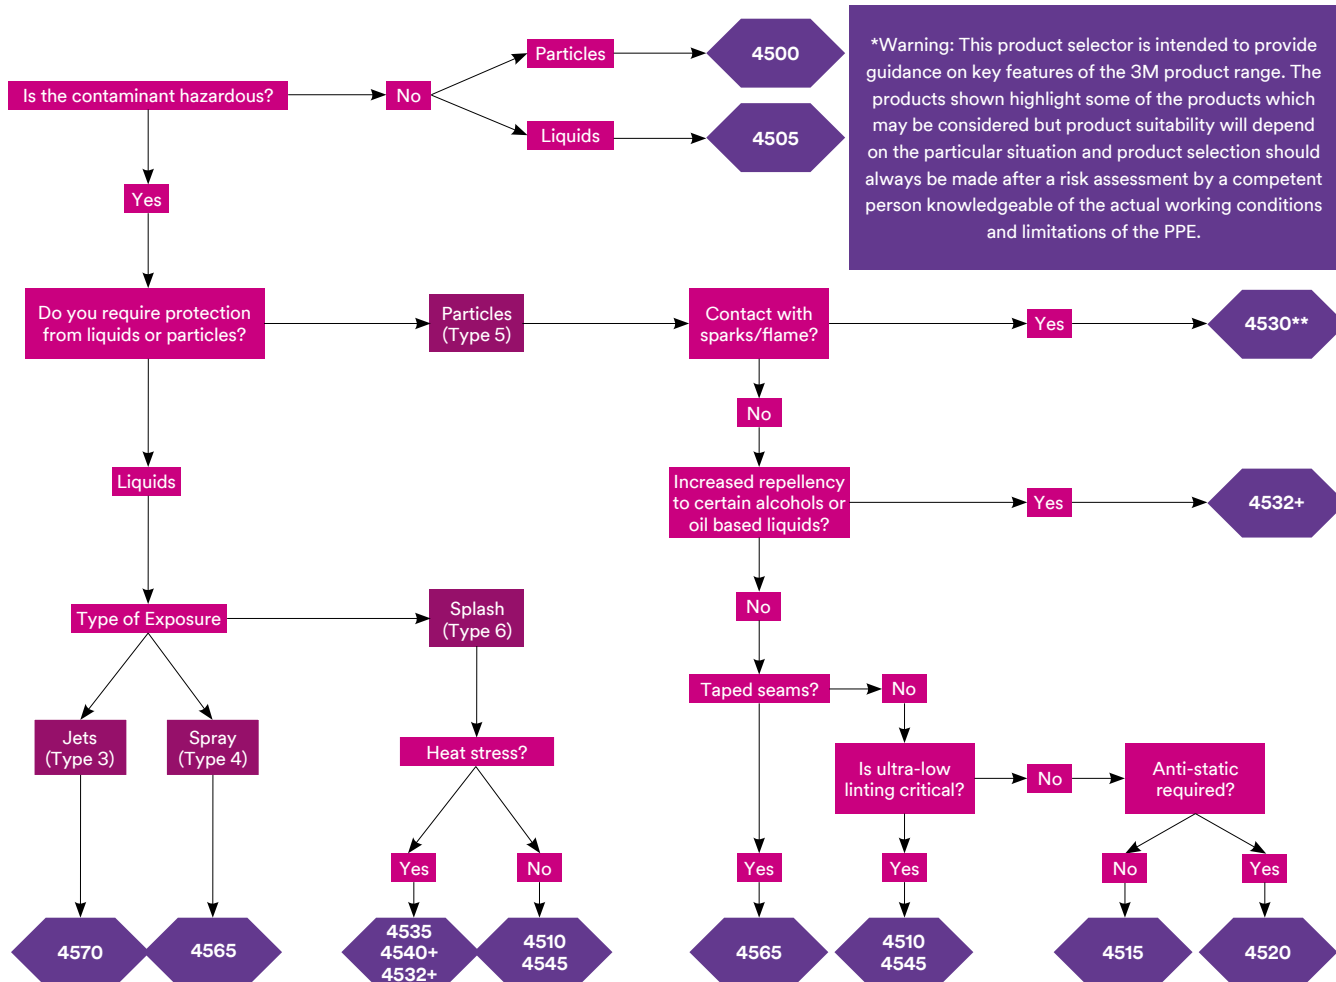 Particles
4500
*Warning: This product selector is intended to provide
guidance on key features of the 3M product range. The
products shown highlight some of the products which
may be considered but product suitability will depend
on the particular situation and product selection should
always be made after a risk assessment by a competent
person knowledgeable of the actual working conditions
and limitations of the PPE.
Is the contaminant hazardous?
No
Liquids
4505
Yes
Do you require protection
from liquids or particles?
Particles
(Type 5)
Contact with
sparks/flame?
Yes
4530**
No
Liquids
Increased repellency
to certain alcohols or
oil based liquids?
Yes
4532+
No
Type of Exposure
Splash
(Type 6)
Taped seams?
No
Jets
(Type 3)
Spray
(Type 4)
Heat stress?
Is ultra-low
linting critical?
No
Anti-static
required?
Yes
No
Yes
Yes
No
Yes
4570
4565
4535
4540+
4532+
4510
4545
4565
4510
4545
4515
4520